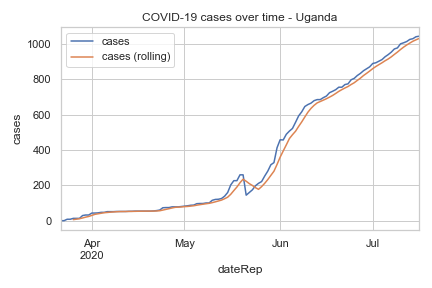 COVID-19 cases over time - Uganda
cases
cases (rolling)
1000
800
600
400
200
0
cases
Apr
2020
May
Jun
Jul
dateRep